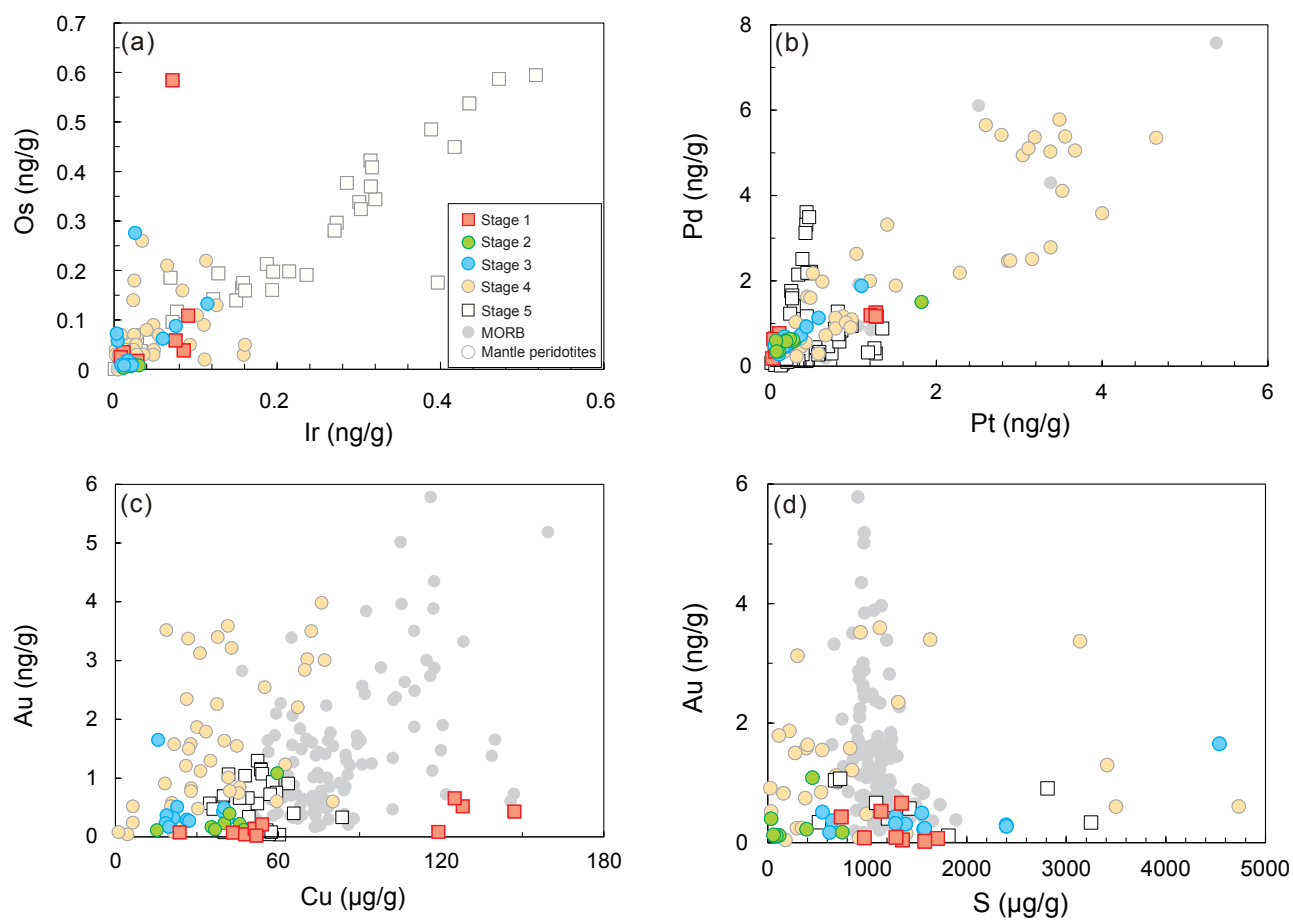 (a)
0.7
0.6
0.5
0.4
0.3
0.2
0.1
0
Os (ng/g)
0
0.2
0.4
0.6
Ir (ng/g)
Stage 1
Stage 2
Stage 3
Stage 4
Stage 5
MORB
Mantle peridotites
(b)
8
6
4
2
0
Pd (ng/g)
0
2
4
6
Pt (ng/g)
(c)
6
5
4
3
2
1
0
Au (ng/g)
0
60
120
180
Cu (µg/g)
(d)
6
4
2
0
Au (ng/g)
0
1000
2000
3000
4000
5000
S (µg/g)